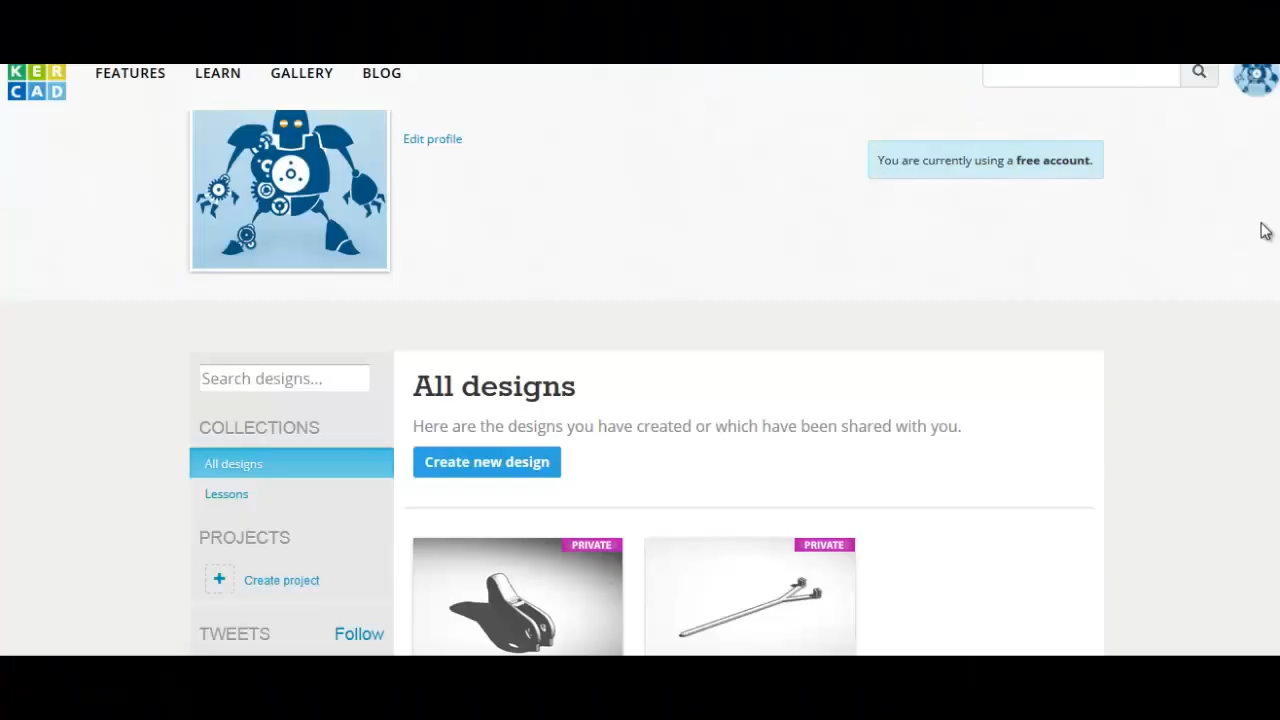 KER
CAD
FEATURES
LEARN
GALLERY
BLOG
Edit profile
You are currently using a free account.
Search designs...
COLLECTIONS
All designs
Lessons
PROJECTS
+ Create project
TWEETS
Follow
All designs
Here are the designs you have created or which have been shared with you.
Create new design
PRIVATE
PRIVATE